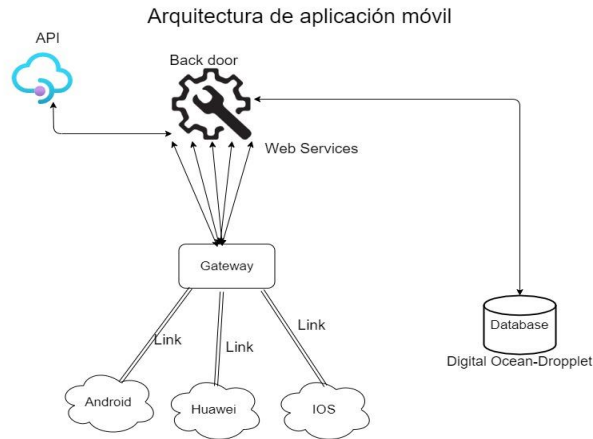 Arquitectura de aplicación móvil
API
Back door
Web Services
Gateway
Link
Link
Link
Android
Huawei
IOS
Database
Digital Ocean-Dropplet